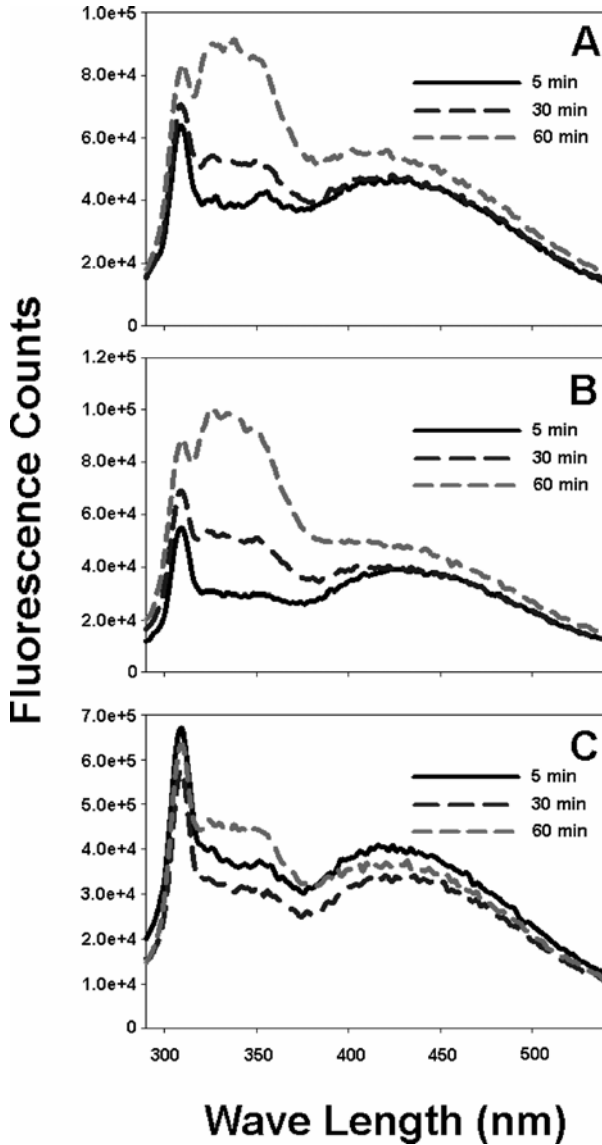 Fluorescence Counts
1.0e+5
8.0e+4
6.0e+4
4.0e+4
2.0e+4
0
A
5 min
30 min
60 min
1.2e+5
1.0e+5
8.0e+4
6.0e+4
4.0e+4
2.0e+4
0
B
5 min
30 min
60 min
7.0e+5
6.0e+5
5.0e+4
4.0e+5
3.0e+5
2.0e+4
1.0e+4
0
C
5 min
30 min
60 min
300 350 400 450 500
Wave Length (nm)